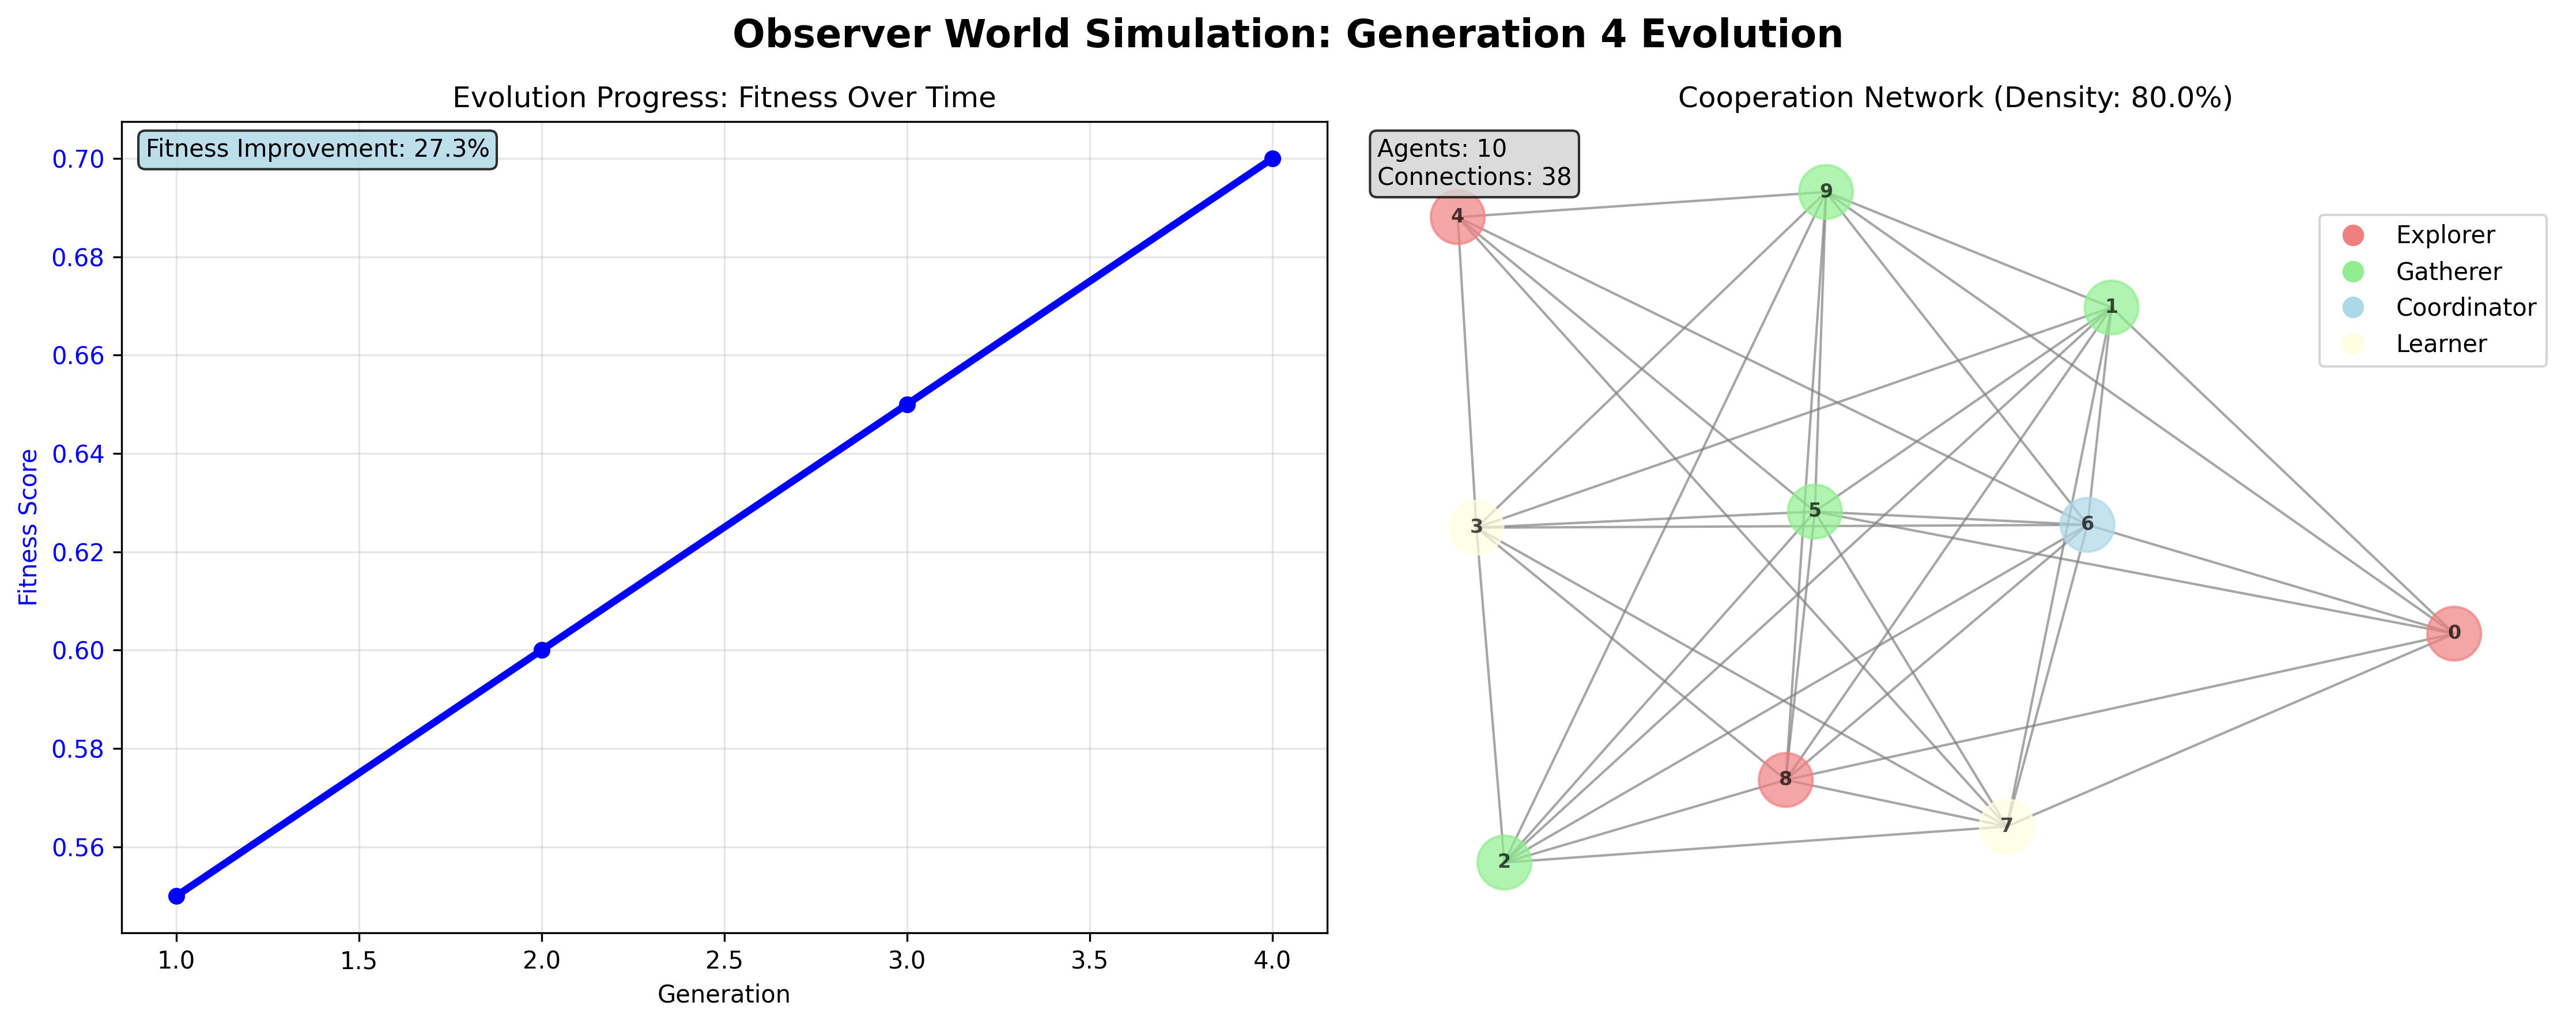 Observer World Simulation: Generation 4 Evolution
Evolution Progress: Fitness Over Time
Fitness Improvement: 27.3%
0.70
0.68
0.66
0.64
0.62
0.60
0.58
0.56
Fitness Score
1.0 1.5 2.0 2.5 3.0 3.5 4.0
Generation
Cooperation Network (Density: 80.0%)
Agents: 10
Connections: 38
4
9
1
3
5
6
0
8
7
2
Explorer
Gatherer
Coordinator
Learner